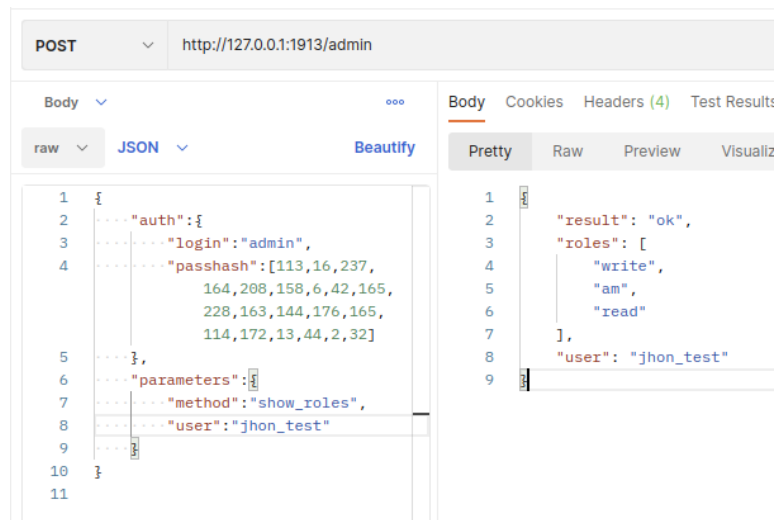 POST http://127.0.0.1:1913/admin
Body
raw JSON Beautify
1 {
2 "auth":{
3 "login":"admin",
4 "passhash":[113,16,237,
164,208,158,6,42,165,
228,163,144,176,165,
114,172,13,44,2,32]
5 },
6 "parameters":{
7 "method":"show_roles",
8 "user":"jhon_test"
9 }
10 }
11
Body Cookies Headers (4) Test Results
Pretty Raw Preview Visualiz
1 {
2 "result": "ok",
3 "roles": [
4 "write",
5 "am",
6 "read"
7 ],
8 "user": "jhon_test"
9 }